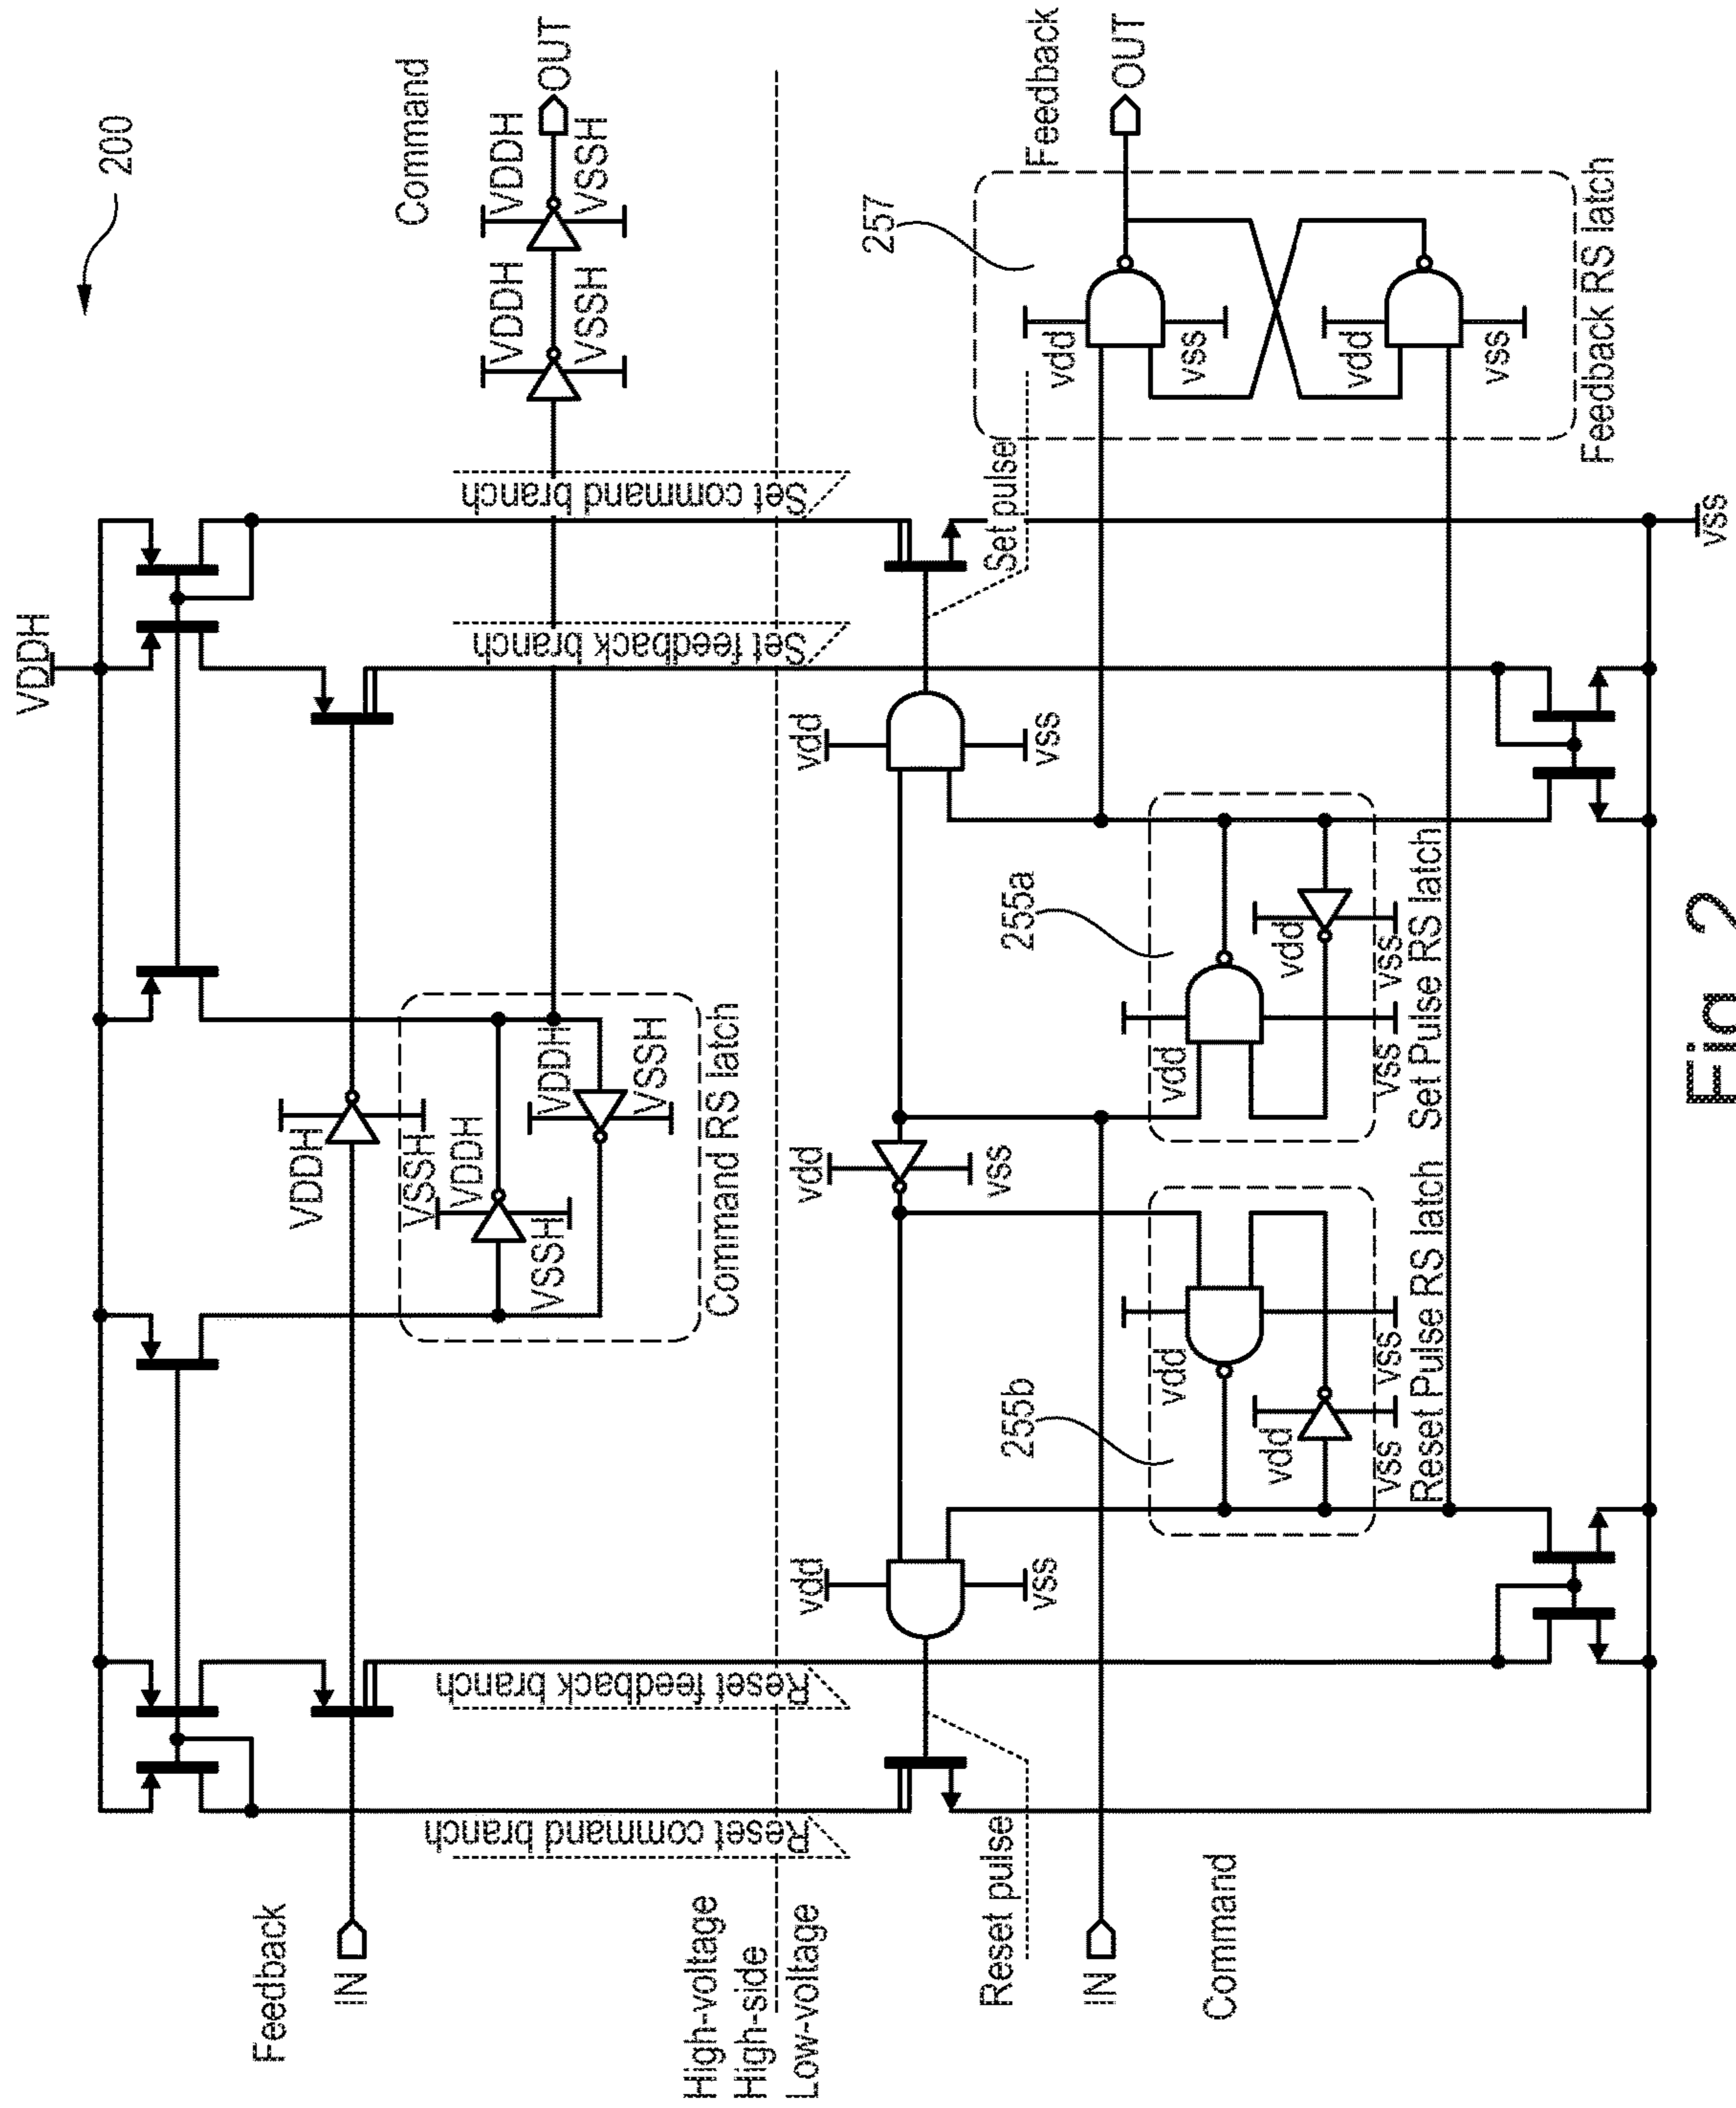 200
VDDH
Command
OUT
VDDH
VSSH
VDDH
VSSH
Set command branch
Set feedback branch
VDDH
VSSH
VDDH
VSSH
VDDH
VSSH
Command RS latch
Reset feedback branch
Reset command branch
Feedback
IN
High-voltage
High-side
Low-voltage
Feedback
OUT
257
vdd
vss
vdd
vss
Feedback RS latch
Set pulse
vss
vdd
vss
vdd
vss
vdd
vss
255a
vdd
vss
vdd
vss
Set Pulse RS latch
255b
vdd
vss
vdd
vss
Reset Pulse RS latch
Reset pulse
IN
Command
Fig 2